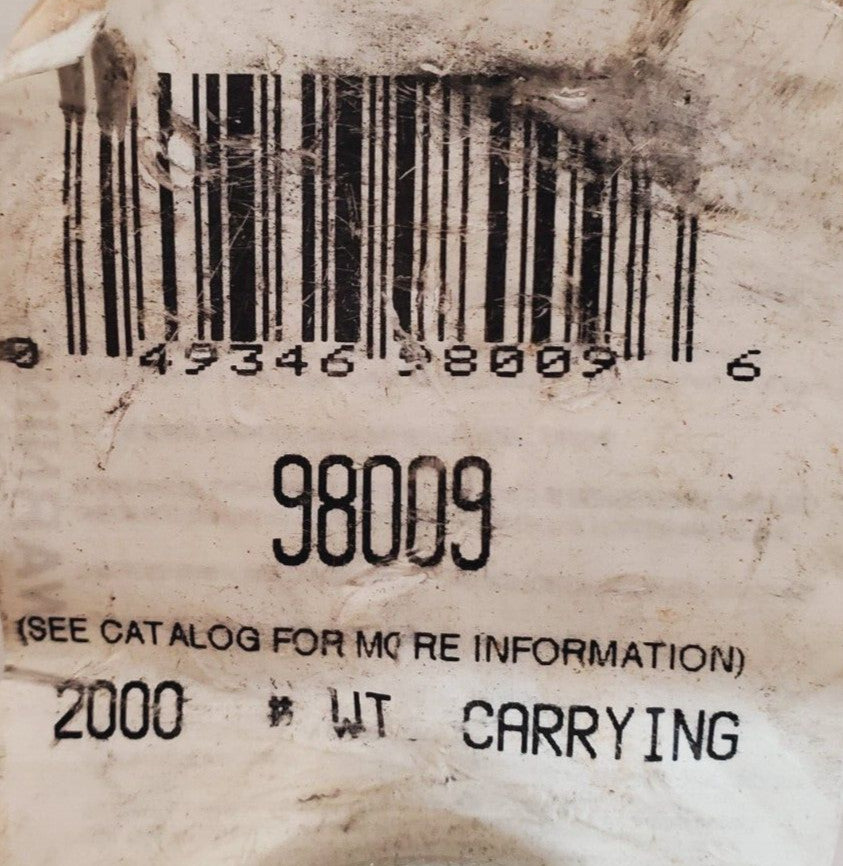 0 49346 98009 6
98009
(SEE CATALOG FOR MORE INFORMATION)
2000 # WT CARRYING